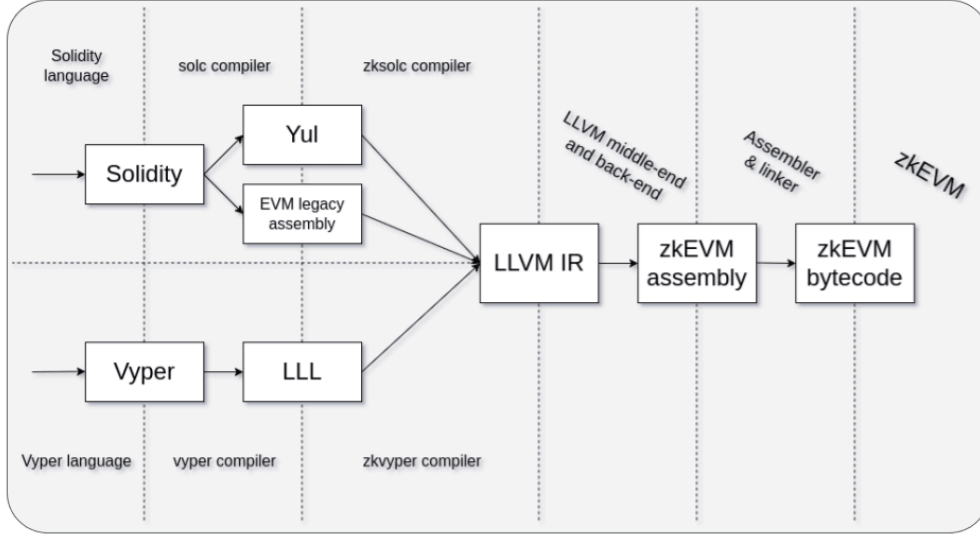 Solidity
language
solc compiler
zksolc compiler
LLVM middle-end
and back-end
Assembler
& linker
zkEVM
Solidity
Yul
EVM legacy
assembly
LLVM IR
zkEVM
assembly
zkEVM
bytecode
Vyper
LLL
Vyper language
vyper compiler
zkvyper compiler